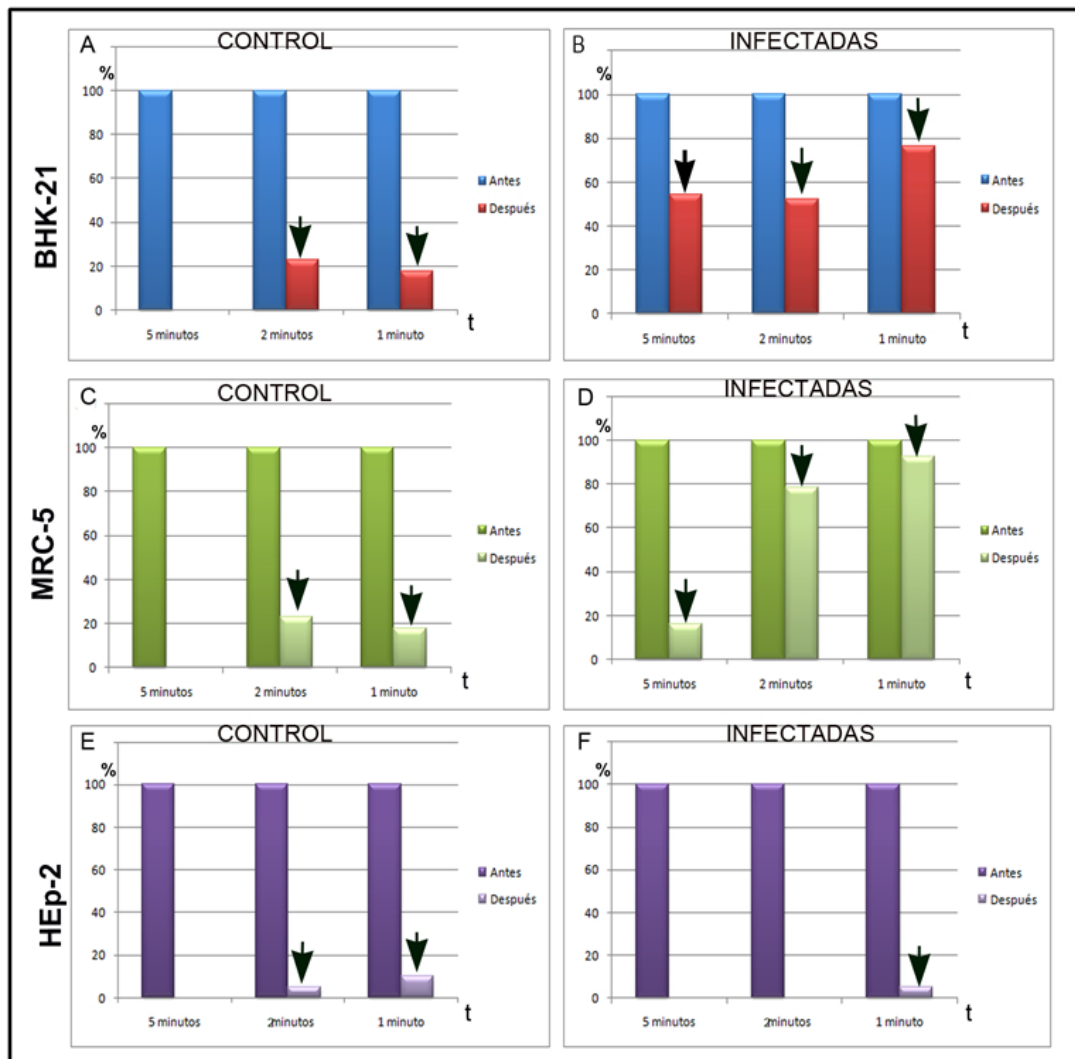 A CONTROL
%
100
80
60
40
20
0
5 minutos 2 minutos 1 minuto t
Antes
Después
B INFECTADAS
%
100
80
60
40
20
0
5 minutos 2 minutos 1 minuto t
Antes
Después
BHK-21
C CONTROL
%
100
80
60
40
20
0
5 minutos 2 minutos 1 minuto t
Antes
Después
D INFECTADAS
%
100
80
60
40
20
0
5 minutos 2 minutos 1 minuto t
Antes
Después
MRC-5
E CONTROL
%
100
80
60
40
20
0
5 minutos 2minutos 1 minuto t
Antes
Después
F INFECTADAS
%
100
80
60
40
20
0
5 minutos 2minutos 1 minuto t
Antes
Después
HEp-2